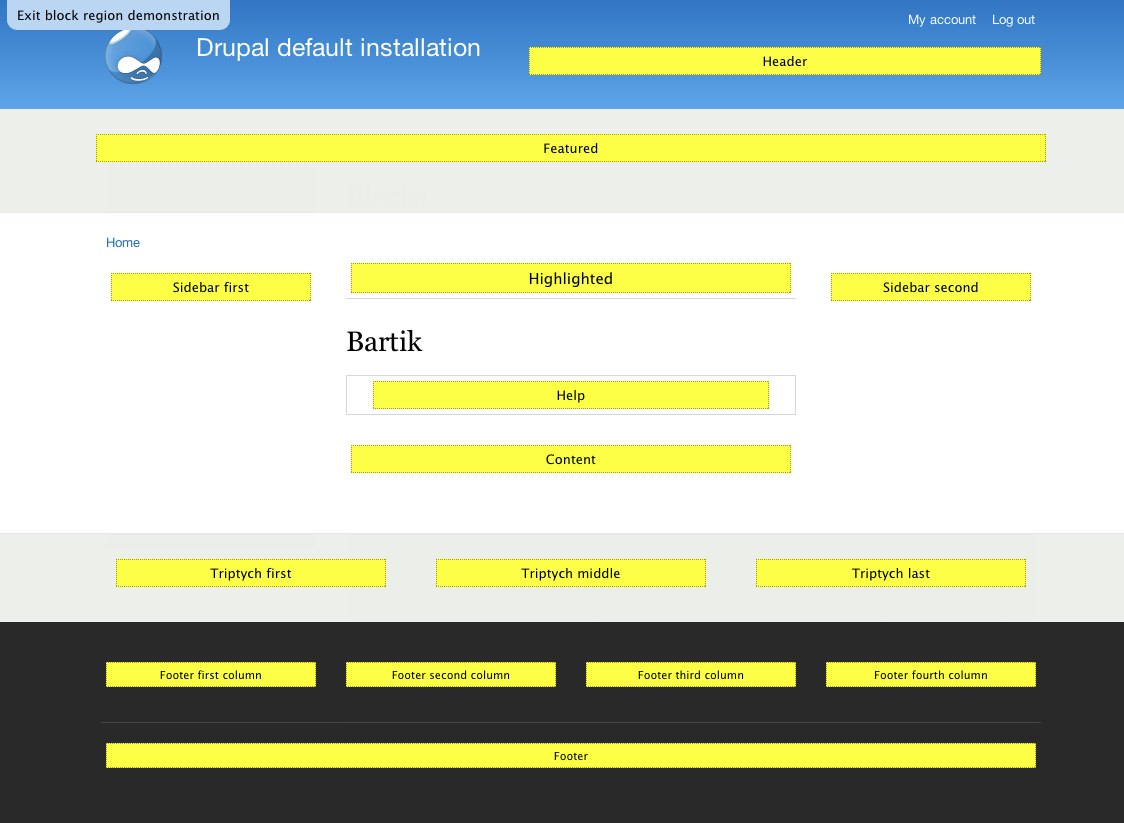 Exit block region demonstration
My account Log out
Drupal default installation
Header
Featured
Home
Sidebar first
Highlighted
Sidebar second
Bartik
Help
Content
Triptych first
Triptych middle
Triptych last
Footer first column
Footer second column
Footer third column
Footer fourth column
Footer